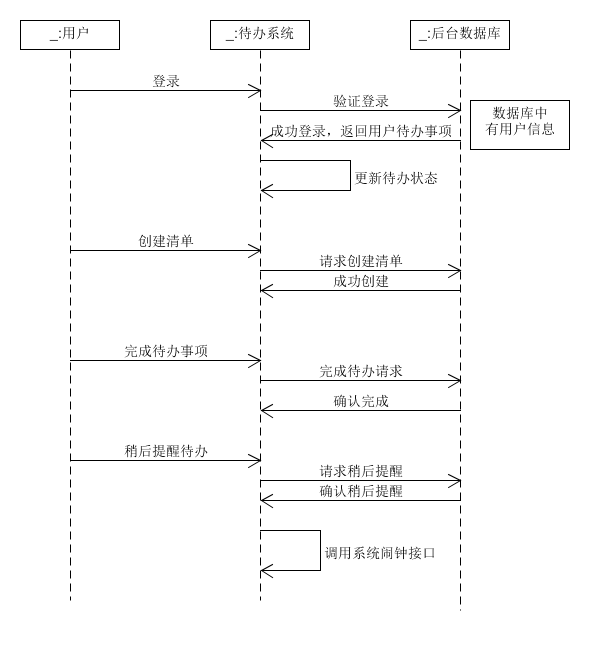 _:用户
_:待办系统
_:后台数据库
登录
验证登录
数据库中
有用户信息
成功登录，返回用户待办事项
更新待办状态
创建清单
请求创建清单
成功创建
完成待办事项
完成待办请求
确认完成
稍后提醒待办
请求稍后提醒
确认稍后提醒
调用系统闹钟接口